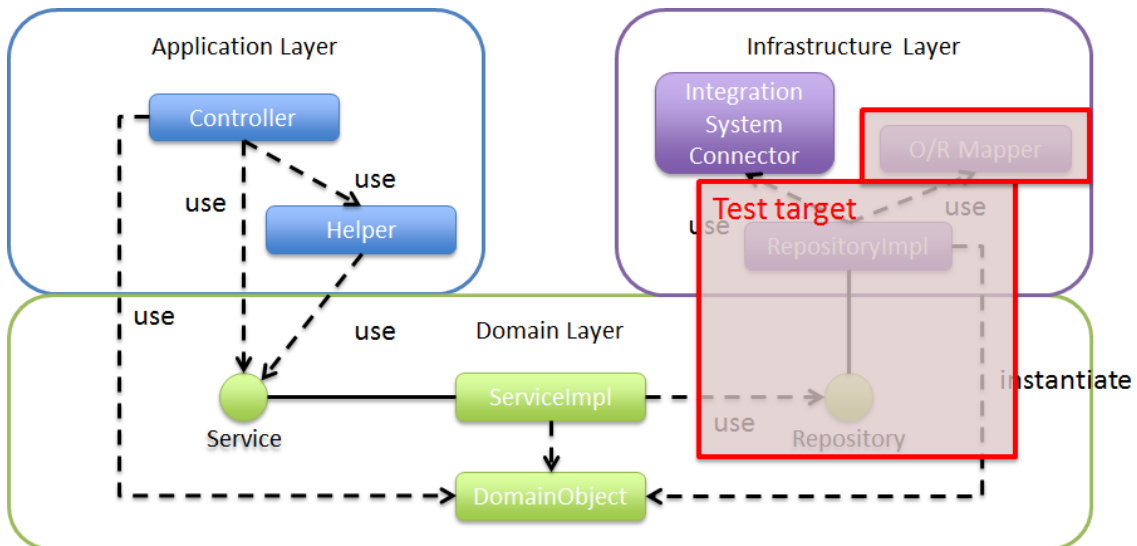 Application Layer
Infrastructure Layer
Integration
System
Connector
Controller
O/R Mapper
use
use
Test target
use
use
Helper
RepositoryImpl
use
use
Domain Layer
instantiate
ServiceImpl
use
Service
Repository
DomainObject